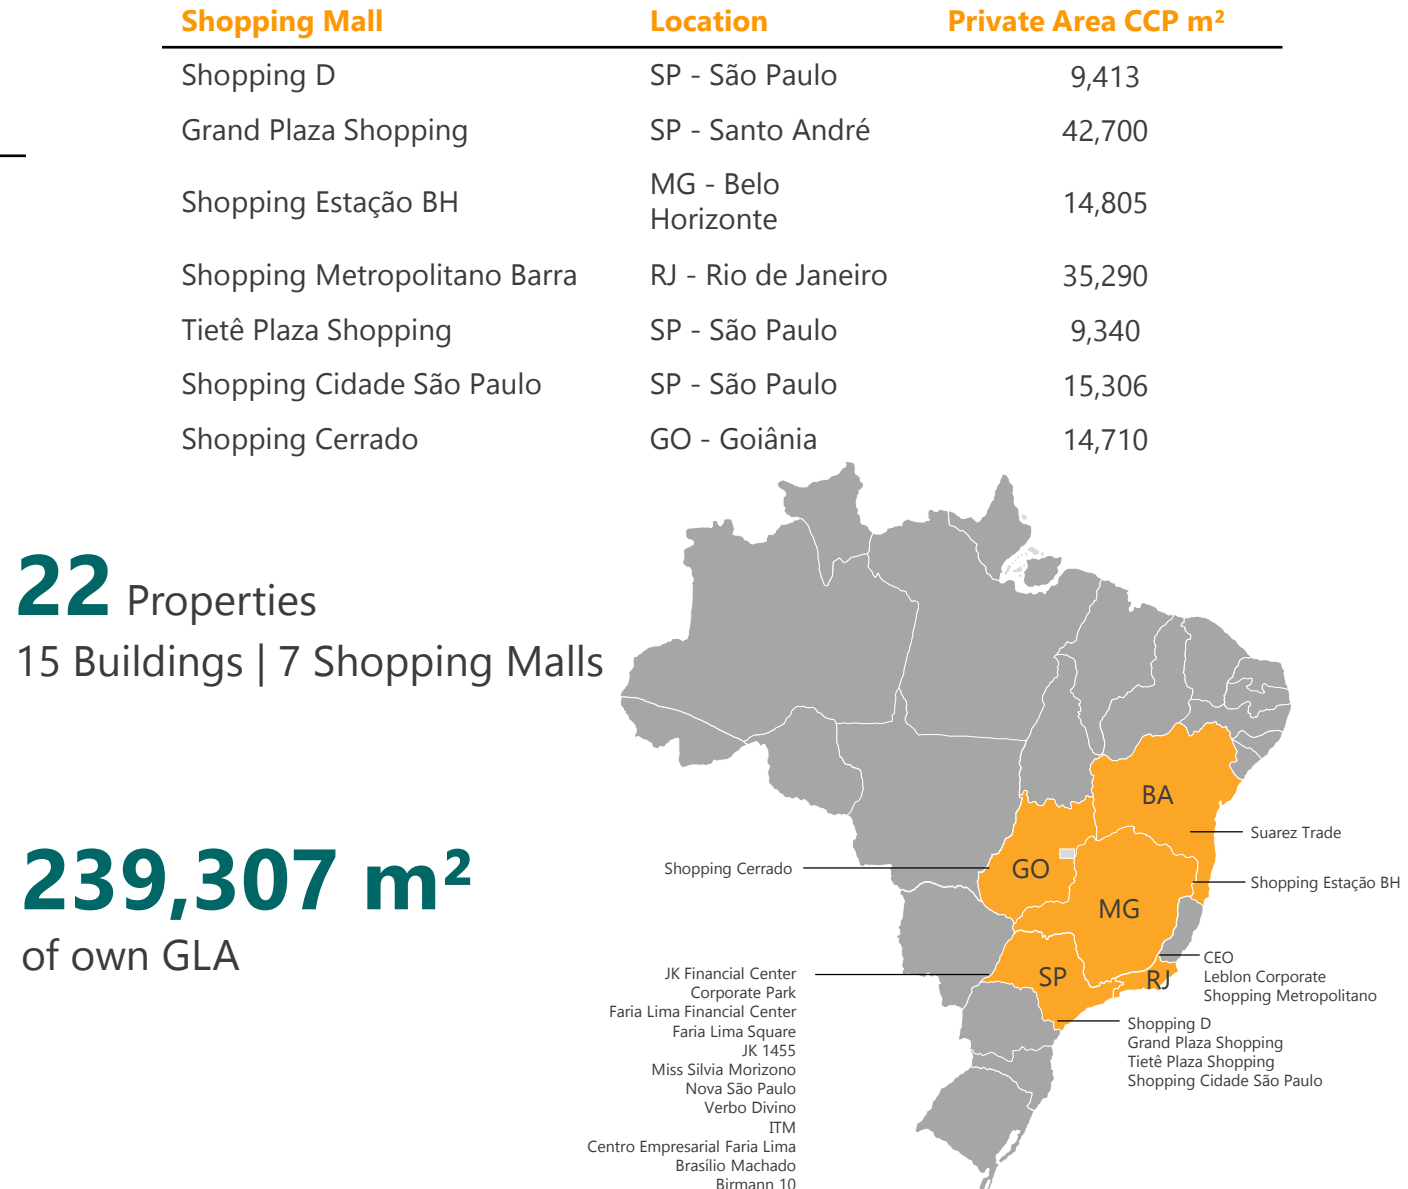 Shopping Mall Location Private Area CCP m²
Shopping D SP - São Paulo 9,413
Grand Plaza Shopping SP - Santo André 42,700
Shopping Estação BH MG - Belo Horizonte 14,805
Shopping Metropolitano Barra RJ - Rio de Janeiro 35,290
Tietê Plaza Shopping SP - São Paulo 9,340
Shopping Cidade São Paulo SP - São Paulo 15,306
Shopping Cerrado GO - Goiânia 14,710
22 Properties
15 Buildings | 7 Shopping Malls
239,307 m²
of own GLA
BA
GO
MG
SP
RJ
Suarez Trade
Shopping Cerrado
Shopping Estação BH
CEO
Leblon Corporate
Shopping Metropolitano
JK Financial Center
Corporate Park
Faria Lima Financial Center
Faria Lima Square
JK 1455
Miss Silvia Morizono
Nova São Paulo
Verbo Divino
ITM
Centro Empresarial Faria Lima
Brasílio Machado
Birmann 10
Shopping D
Grand Plaza Shopping
Tietê Plaza Shopping
Shopping Cidade São Paulo